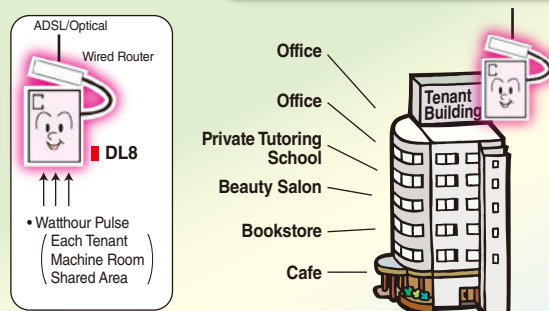 ADSL/Optical
Wired Router
C
DL8
• Watthour Pulse
( Each Tenant
Machine Room
Shared Area )
Office
Office
Private Tutoring
School
Beauty Salon
Bookstore
Cafe
Tenant
Building
C